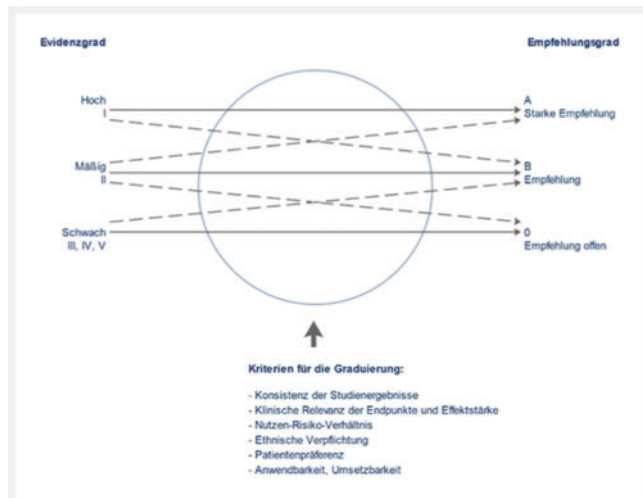 Evidenzgrad
Empfehlungsgrad
Hoch
I
A
Starke Empfehlung
Mäßig
II
B
Empfehlung
Schwach
III, IV, V
0
Empfehlung offen
Kriterien für die Graduierung:
- Konsistenz der Studienergebnisse
- Klinische Relevanz der Endpunkte und Effektstärke
- Nutzen-Risiko-Verhältnis
- Ethnische Verpflichtung
- Patientenpräferenz
- Anwendbarkeit, Umsetzbarkeit